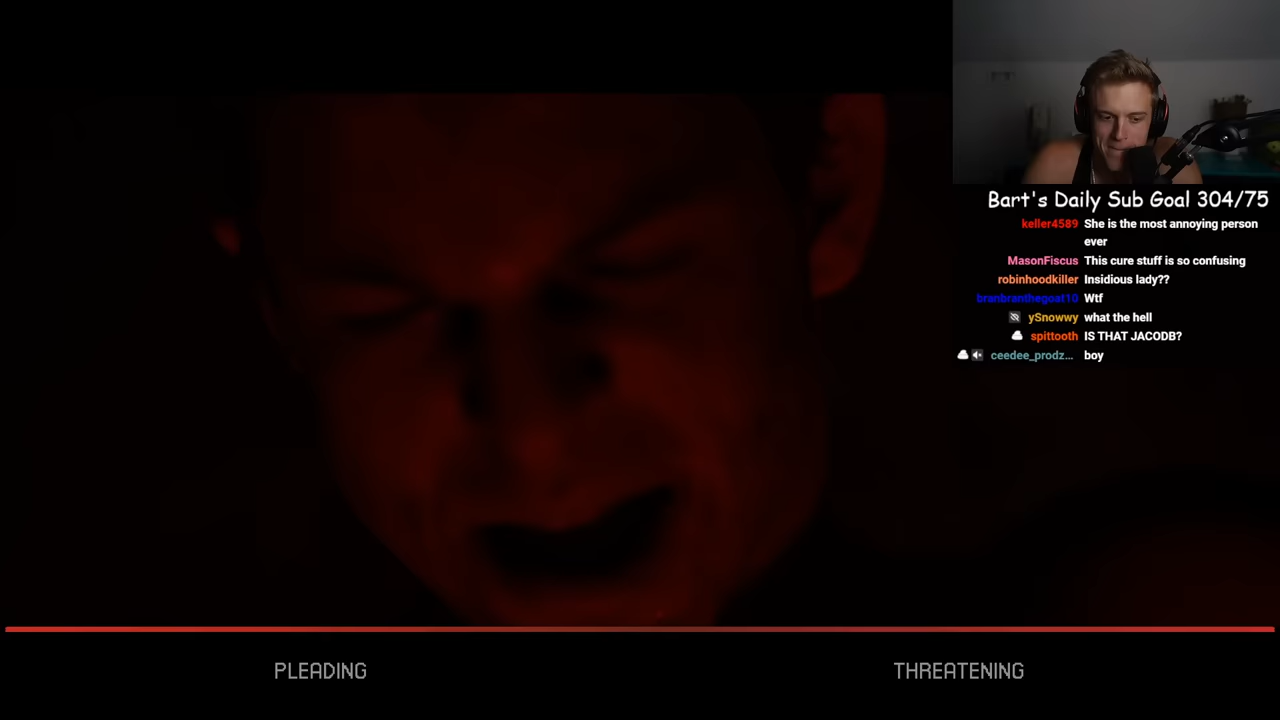 Bart's Daily Sub Goal 304/75
keller4589 She is the most annoying person
ever
MasonFiscus This cure stuff is so confusing
robinhoodkiller Insidious lady??
branbranthegoat10 Wtf
ySnowwy what the hell
spittooth IS THAT JACODB?
ceedee_prodz... boy
PLEADING
THREATENING